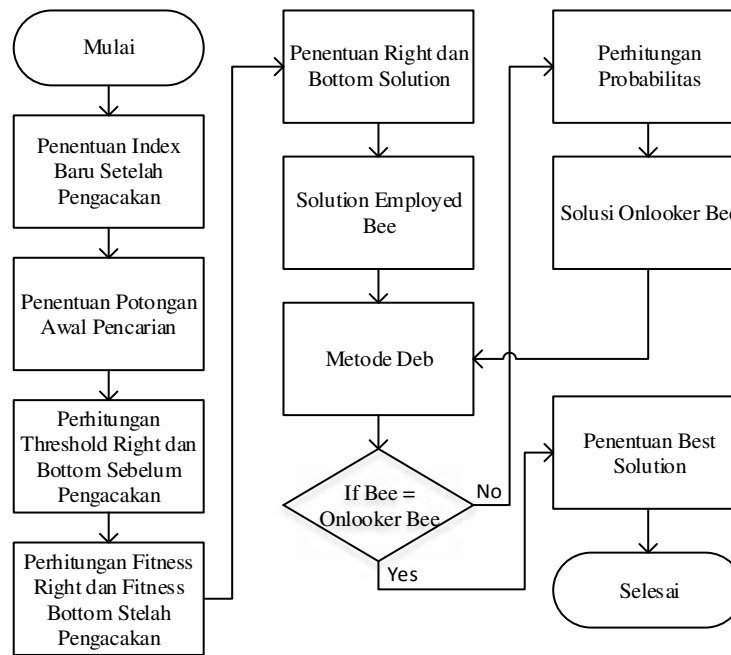 Mulai
Penentuan Index
Baru Setelah
Pengacakan
Penentuan Potongan
Awal Pencarian
Perhitungan
Threshold Right dan
Bottom Sebelum
Pengacakan
Perhitungan Fitness
Right dan Fitness
Bottom Stelah
Pengacakan
Penentuan Right dan
Bottom Solution
Solution Employed
Bee
Metode Deb
If Bee =
Onlooker Bee
No
Yes
Perhitungan
Probabilitas
Solusi Onlooker Bee
Penentuan Best
Solution
Selesai